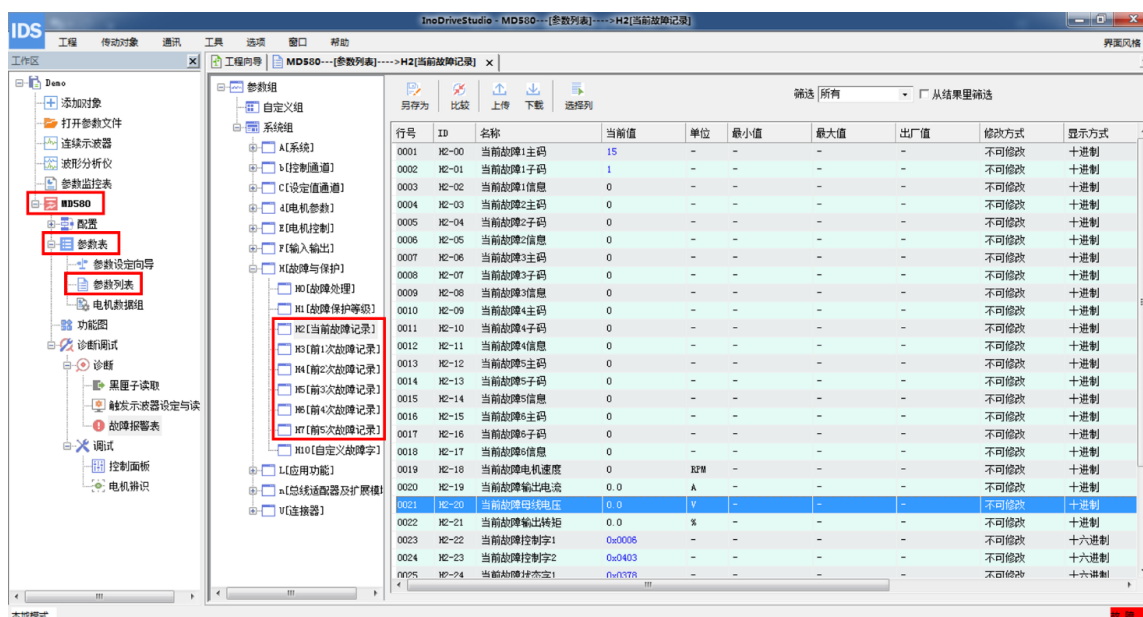 InoDriveStudio - MD580---[参数列表]---->H2[当前故障记录]
IDS
工程 传动对象 通讯 工具 选项 窗口 帮助 界面风格
工作区 x
工程向导 MD580---[参数列表]---->H2[当前故障记录] x
Demo
添加对象
打开参数文件
连续示波器
波形分析仪
参数监控表
MD580
配置
参数表
参数设定向导
参数列表
电机数据组
功能图
诊断调试
诊断
黑匣子读取
触发示波器设定与读
故障报警表
调试
控制面板
电机辨识
参数组
自定义组
系统组
A[系统]
b[控制通道]
C[设定值通道]
d[电机参数]
E[电机控制]
F[输入输出]
H[故障与保护]
H0[故障处理]
H1[故障保护等级]
H2[当前故障记录]
H3[前1次故障记录]
H4[前2次故障记录]
H5[前3次故障记录]
H6[前4次故障记录]
H7[前5次故障记录]
H10[自定义故障字]
L[应用功能]
n[总线适配器及扩展模
U[连接器]
另存为 比较 上传 下载 选择列 筛选 所有 从结果里筛选
行号 ID 名称 当前值 单位 最小值 最大值 出厂值 修改方式 显示方式
0001 H2-00 当前故障1主码 15 - - - - 不可修改 十进制
0002 H2-01 当前故障1子码 1 - - - - 不可修改 十进制
0003 H2-02 当前故障1信息 0 - - - - 不可修改 十进制
0004 H2-03 当前故障2主码 0 - - - - 不可修改 十进制
0005 H2-04 当前故障2子码 0 - - - - 不可修改 十进制
0006 H2-05 当前故障2信息 0 - - - - 不可修改 十进制
0007 H2-06 当前故障3主码 0 - - - - 不可修改 十进制
0008 H2-07 当前故障3子码 0 - - - - 不可修改 十进制
0009 H2-08 当前故障3信息 0 - - - - 不可修改 十进制
0010 H2-09 当前故障4主码 0 - - - - 不可修改 十进制
0011 H2-10 当前故障4子码 0 - - - - 不可修改 十进制
0012 H2-11 当前故障4信息 0 - - - - 不可修改 十进制
0013 H2-12 当前故障5主码 0 - - - - 不可修改 十进制
0014 H2-13 当前故障5子码 0 - - - - 不可修改 十进制
0015 H2-14 当前故障5信息 0 - - - - 不可修改 十进制
0016 H2-15 当前故障6主码 0 - - - - 不可修改 十进制
0017 H2-16 当前故障6子码 0 - - - - 不可修改 十进制
0018 H2-17 当前故障6信息 0 - - - - 不可修改 十进制
0019 H2-18 当前故障电机速度 0 RPM - - - 不可修改 十进制
0020 H2-19 当前故障输出电流 0.0 A - - - 不可修改 十进制
0021 H2-20 当前故障母线电压 0.0 V - - - 不可修改 十进制
0022 H2-21 当前故障输出转矩 0.0 % - - - 不可修改 十进制
0023 H2-22 当前故障控制字1 0x0006 - - - - 不可修改 十六进制
0024 H2-23 当前故障控制字2 0x0403 - - - - 不可修改 十六进制
0025 H2-24 当前故障状态字1 0x0378 - - - - 不可修改 十六进制